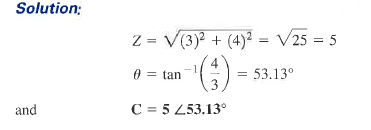 Solution:
Z = √(3)² + (4)² = √25 = 5
θ = tan⁻¹(4/3) = 53.13°
and C = 5 ∠53.13°